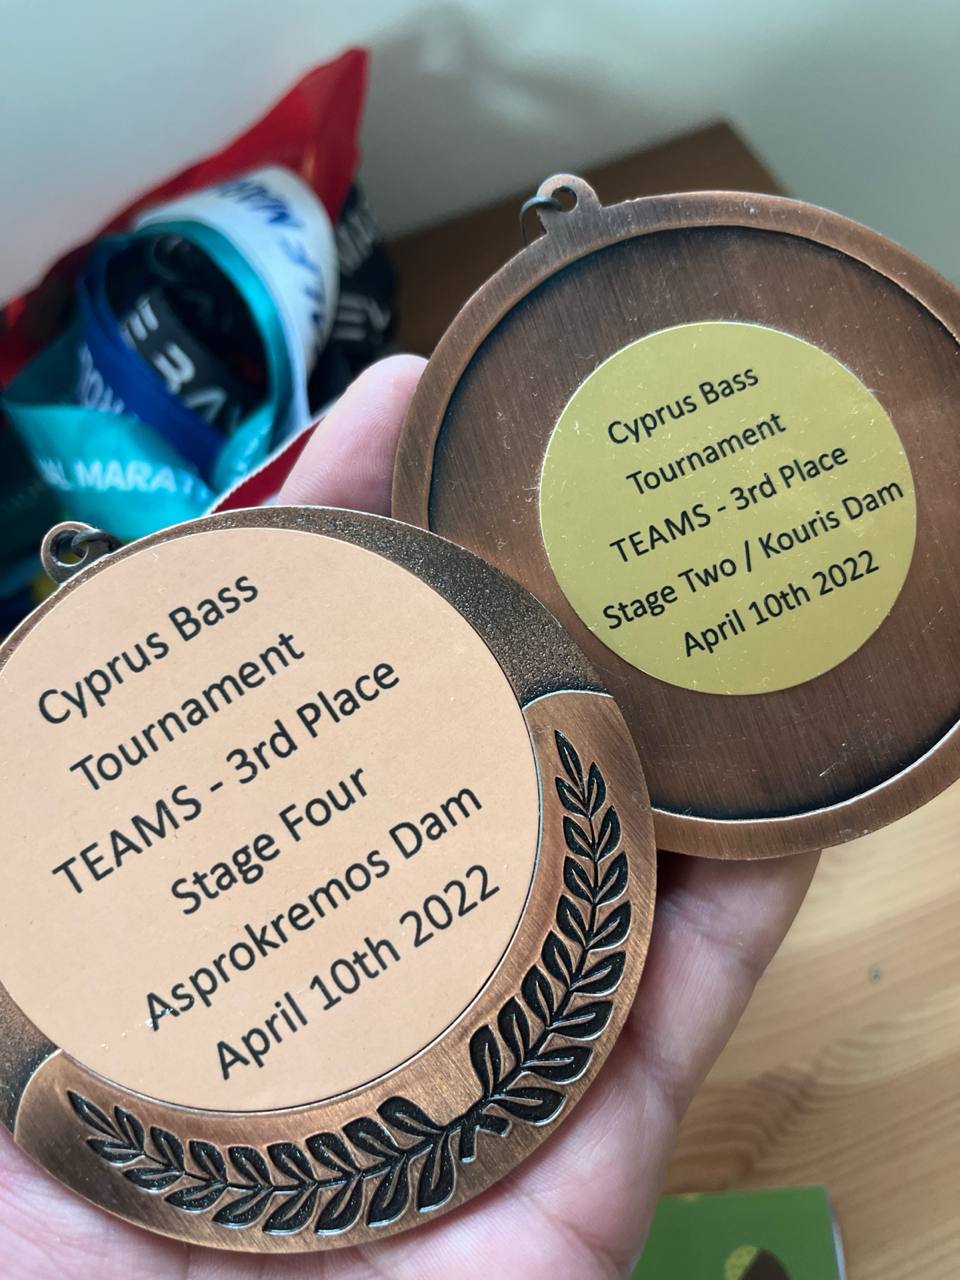 Cyprus Bass
Tournament
TEAMS - 3rd Place
Stage Four
Asprokremos Dam
April 10th 2022
Cyprus Bass
Tournament
TEAMS - 3rd Place
Stage Two / Kouris Dam
April 10th 2022